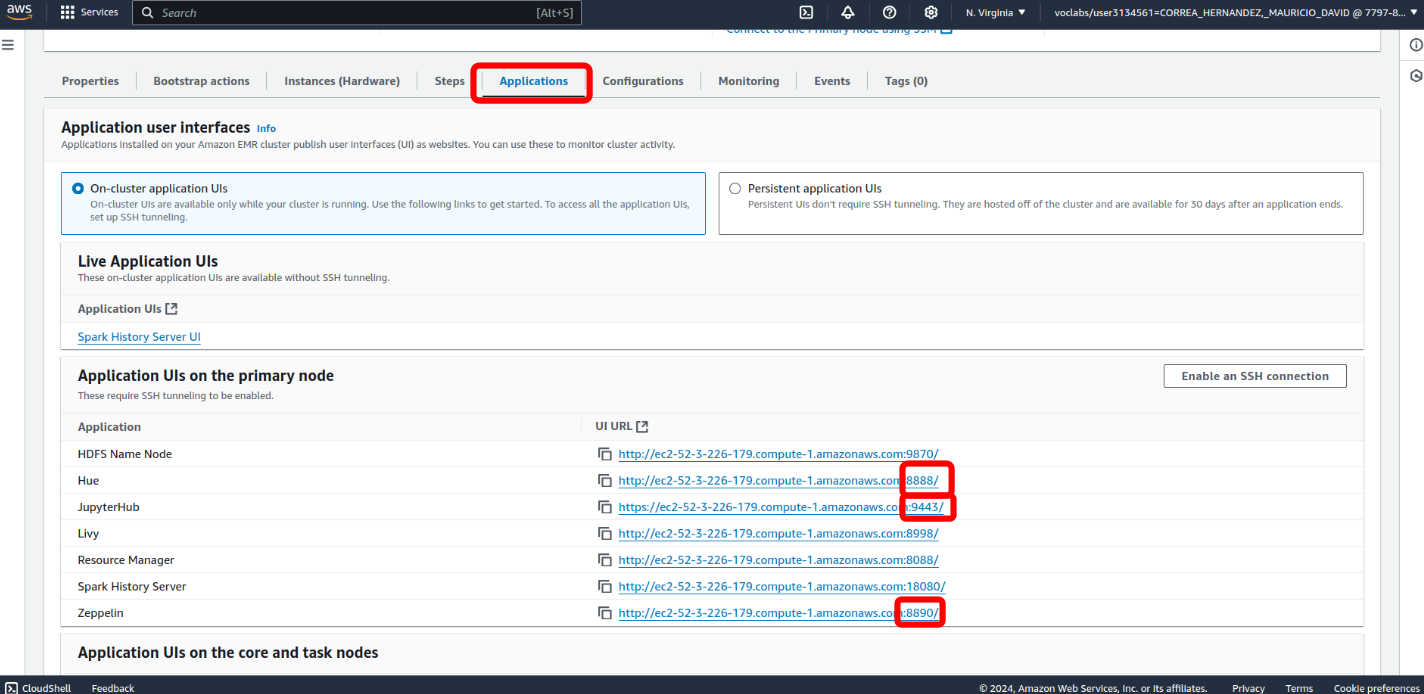 aws Services Search [Alt+S] N. Virginia voclabs/user3134561=CORREA_HERNANDEZ,_MAURICIO_DAVID @ 7797-8...
Connect to the Primary node using SSM
Properties Bootstrap actions Instances (Hardware) Steps Applications Configurations Monitoring Events Tags (0)
Application user interfaces Info
Applications installed on your Amazon EMR cluster publish user interfaces (UI) as websites. You can use these to monitor cluster activity.
On-cluster application UIs
On-cluster UIs are available only while your cluster is running. Use the following links to get started. To access all the application UIs,
set up SSH tunneling.
Persistent application UIs
Persistent UIs don't require SSH tunneling. They are hosted off of the cluster and are available for 30 days after an application ends.
Live Application UIs
These on-cluster application UIs are available without SSH tunneling.
Application UIs
Spark History Server UI
Application UIs on the primary node
Enable an SSH connection
These require SSH tunneling to be enabled.
Application UI URL
HDFS Name Node http://ec2-52-3-226-179.compute-1.amazonaws.com:9870/
Hue http://ec2-52-3-226-179.compute-1.amazonaws.com:8888/
JupyterHub https://ec2-52-3-226-179.compute-1.amazonaws.com:9443/
Livy http://ec2-52-3-226-179.compute-1.amazonaws.com:8998/
Resource Manager http://ec2-52-3-226-179.compute-1.amazonaws.com:8088/
Spark History Server http://ec2-52-3-226-179.compute-1.amazonaws.com:18080/
Zeppelin http://ec2-52-3-226-179.compute-1.amazonaws.com:8890/
Application UIs on the core and task nodes
CloudShell Feedback © 2024, Amazon Web Services, Inc. or its affiliates. Privacy Terms Cookie preferences